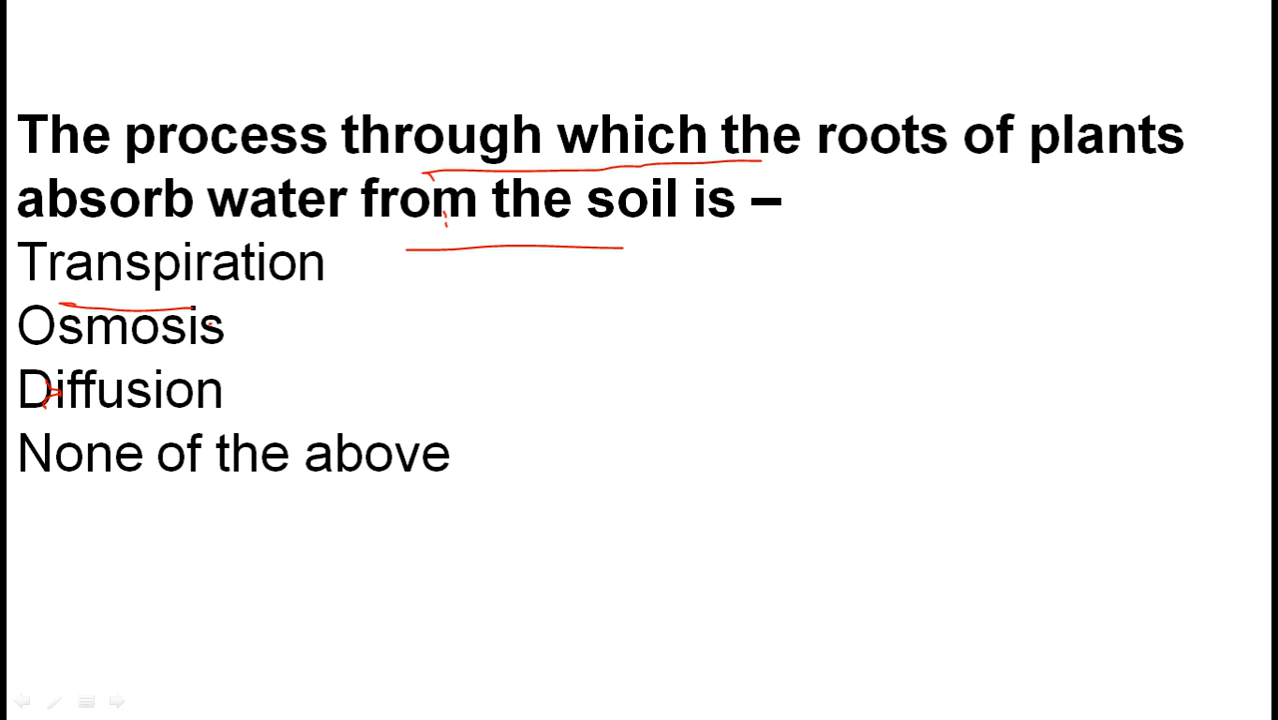 The process through which the roots of plants
absorb water from the soil is –
Transpiration
Osmosis
Diffusion
None of the above